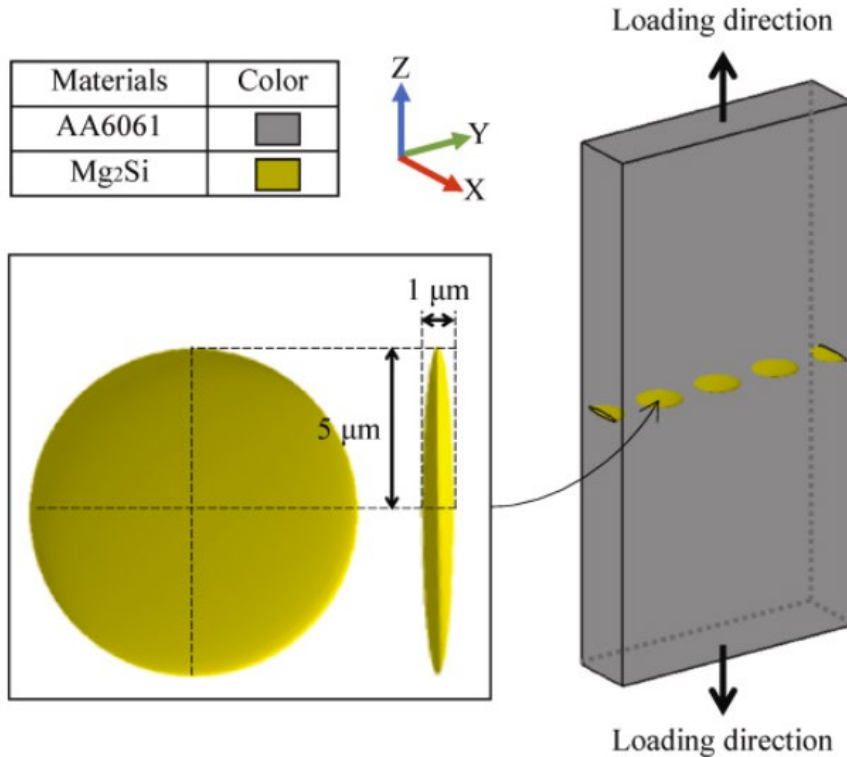 Loading direction
Materials Color
AA6061
Mg₂Si
Z
Y
X
1 μm
5 μm
Loading direction